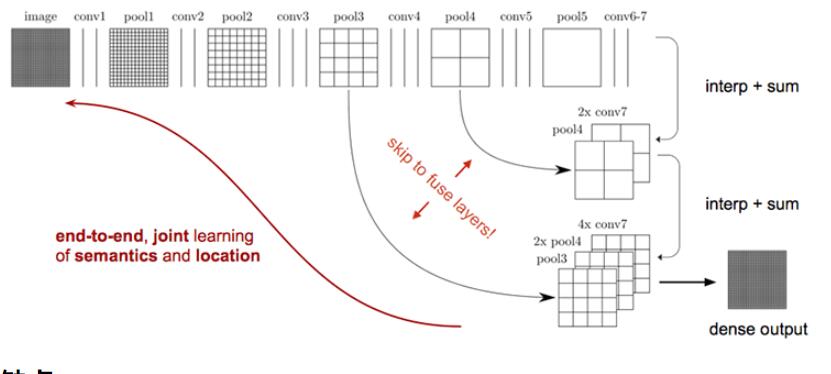 image conv1 pool1 conv2 pool2 conv3 pool3 conv4 pool4 conv5 pool5 conv6-7
interp + sum
2x conv7
pool4
skip to fuse layers!
interp + sum
4x conv7
2x pool4
pool3
end-to-end, joint learning
of semantics and location
dense output